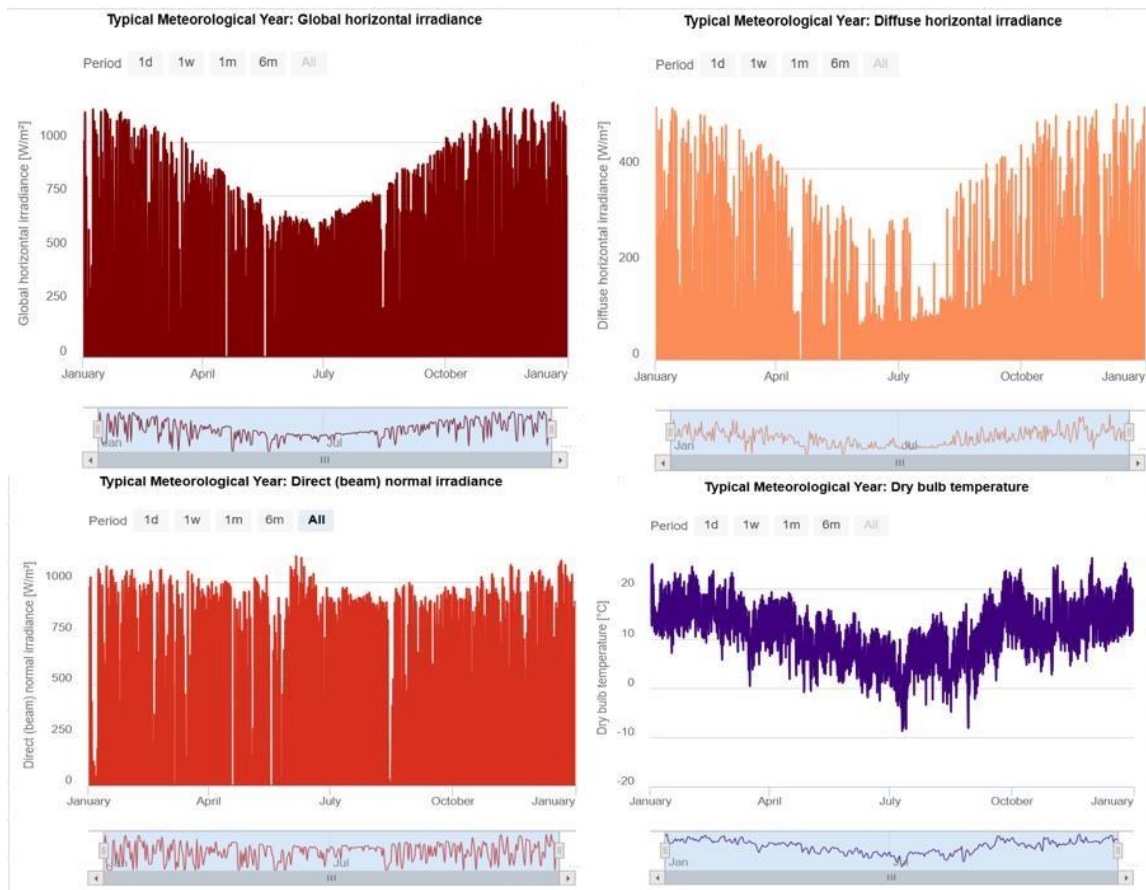 Typical Meteorological Year: Global horizontal irradiance
Period 1d 1w 1m 6m All
Global horizontal irradiance [W/m²]
1000
750
500
250
0
January April July October January
Jan Jul ...
Typical Meteorological Year: Diffuse horizontal irradiance
Period 1d 1w 1m 6m All
Diffuse horizontal irradiance [W/m²]
400
200
0
January April July October January
Jan Jul ...
Typical Meteorological Year: Direct (beam) normal irradiance
Period 1d 1w 1m 6m All
Direct (beam) normal irradiance [W/m²]
1000
750
500
250
0
January April July October January
Jul ...
Typical Meteorological Year: Dry bulb temperature
Period 1d 1w 1m 6m All
Dry bulb temperature [°C]
20
10
0
-10
-20
January April July October January
Jan ...